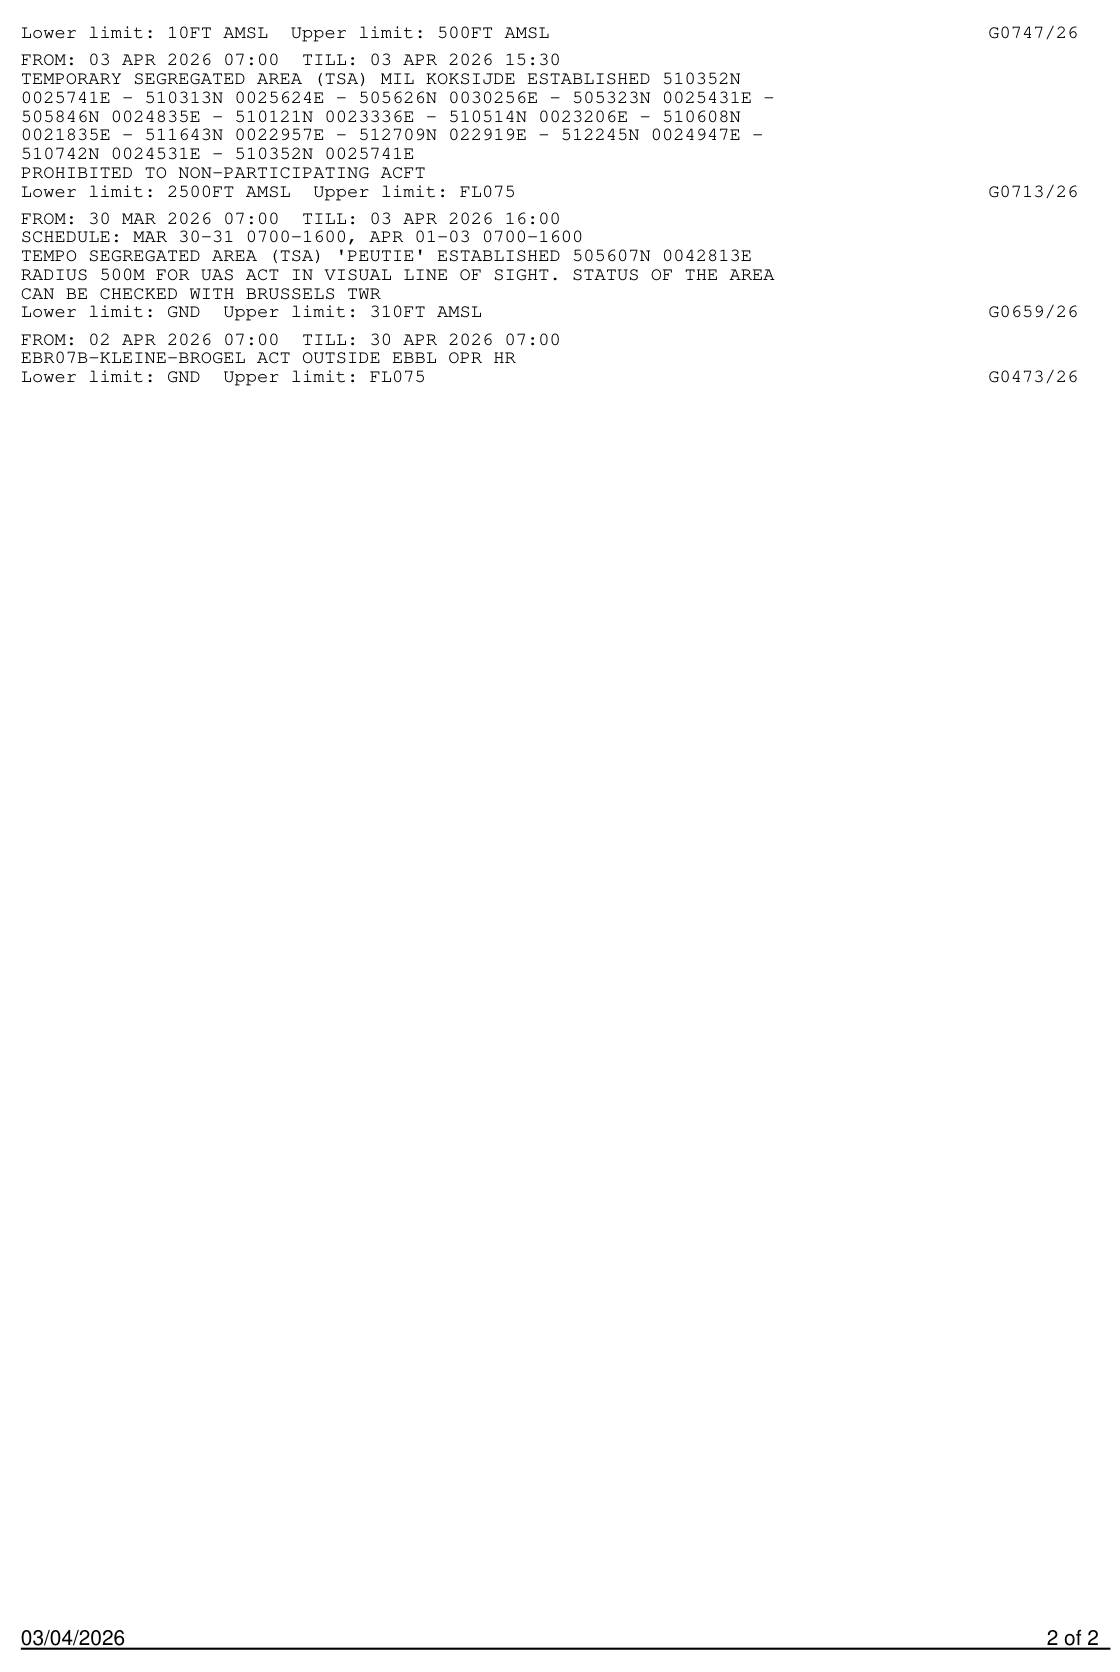 Lower limit: 10FT AMSL  Upper limit: 500FT AMSL G0747/26
FROM: 03 APR 2026 07:00  TILL: 03 APR 2026 15:30
TEMPORARY SEGREGATED AREA (TSA) MIL KOKSIJDE ESTABLISHED 510352N
0025741E - 510313N 0025624E - 505626N 0030256E - 505323N 0025431E -
505846N 0024835E - 510121N 0023336E - 510514N 0023206E - 510608N
0021835E - 511643N 0022957E - 512709N 022919E - 512245N 0024947E -
510742N 0024531E - 510352N 0025741E
PROHIBITED TO NON-PARTICIPATING ACFT
Lower limit: 2500FT AMSL  Upper limit: FL075 G0713/26
FROM: 30 MAR 2026 07:00  TILL: 03 APR 2026 16:00
SCHEDULE: MAR 30-31 0700-1600, APR 01-03 0700-1600
TEMPO SEGREGATED AREA (TSA) 'PEUTIE' ESTABLISHED 505607N 0042813E
RADIUS 500M FOR UAS ACT IN VISUAL LINE OF SIGHT. STATUS OF THE AREA
CAN BE CHECKED WITH BRUSSELS TWR
Lower limit: GND  Upper limit: 310FT AMSL G0659/26
FROM: 02 APR 2026 07:00  TILL: 30 APR 2026 07:00
EBR07B-KLEINE-BROGEL ACT OUTSIDE EBBL OPR HR
Lower limit: GND  Upper limit: FL075 G0473/26
03/04/2026 2 of 2